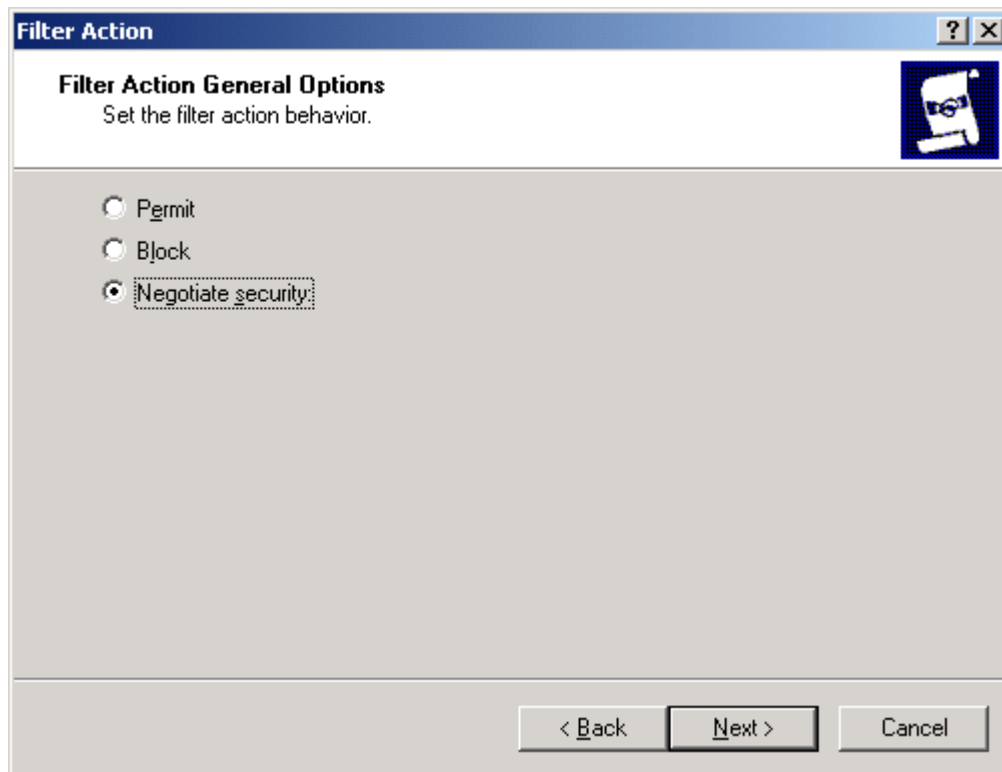 Filter Action
Filter Action General Options
Set the filter action behavior.
Permit
Block
Negotiate security:
< Back Next > Cancel